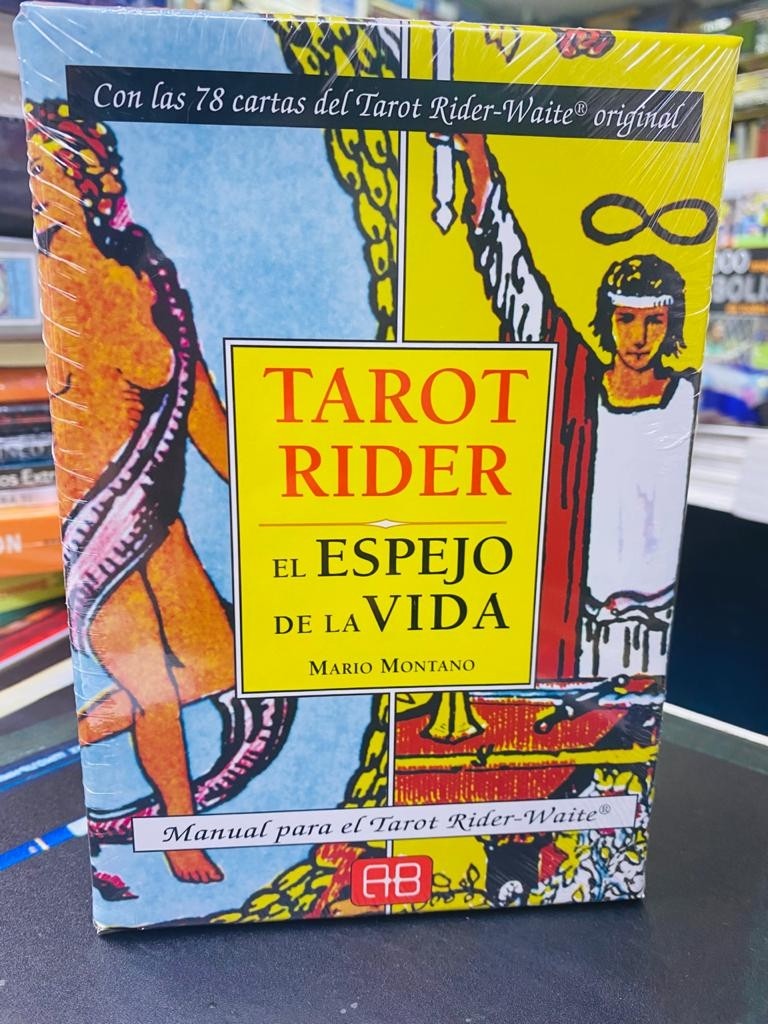 Con las 78 cartas del Tarot Rider-Waite® original
TAROT
RIDER
EL ESPEJO
DE LA VIDA
MARIO MONTANO
Manual para el Tarot Rider-Waite®
AB